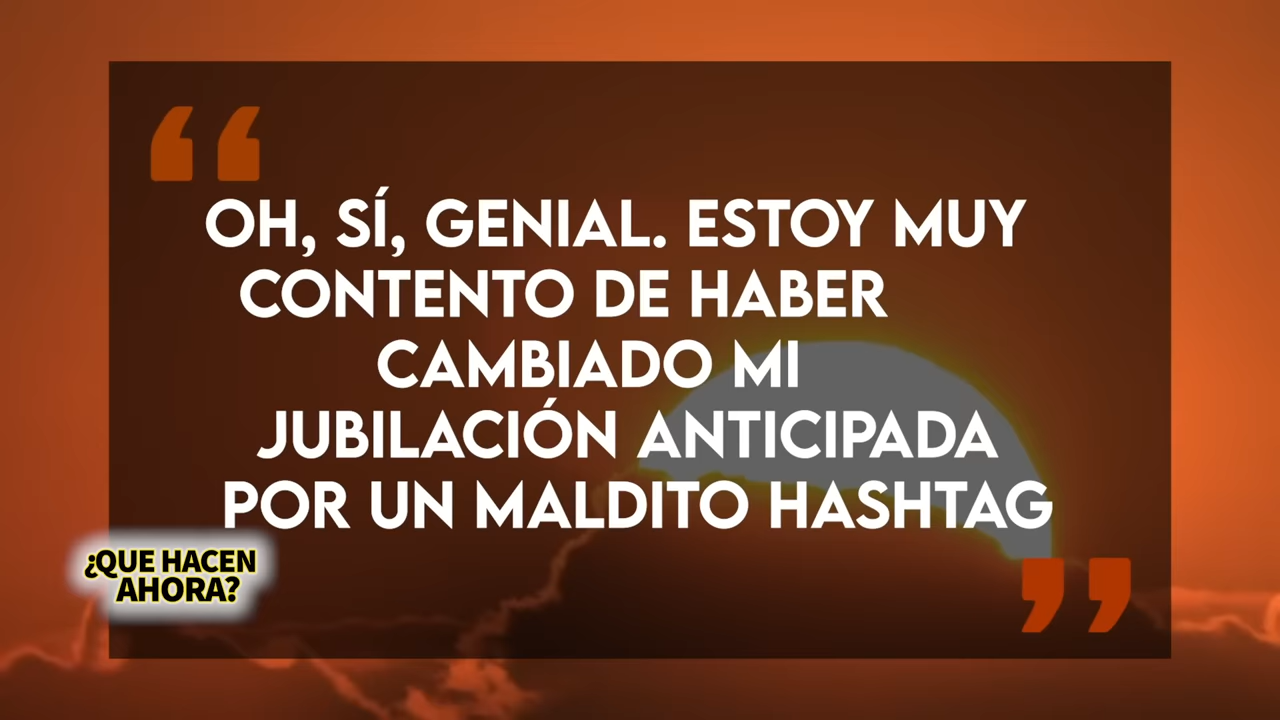 “
OH, SÍ, GENIAL. ESTOY MUY
CONTENTO DE HABER
CAMBIADO MI
JUBILACIÓN ANTICIPADA
POR UN MALDITO HASHTAG
”
¿QUE HACEN
AHORA?